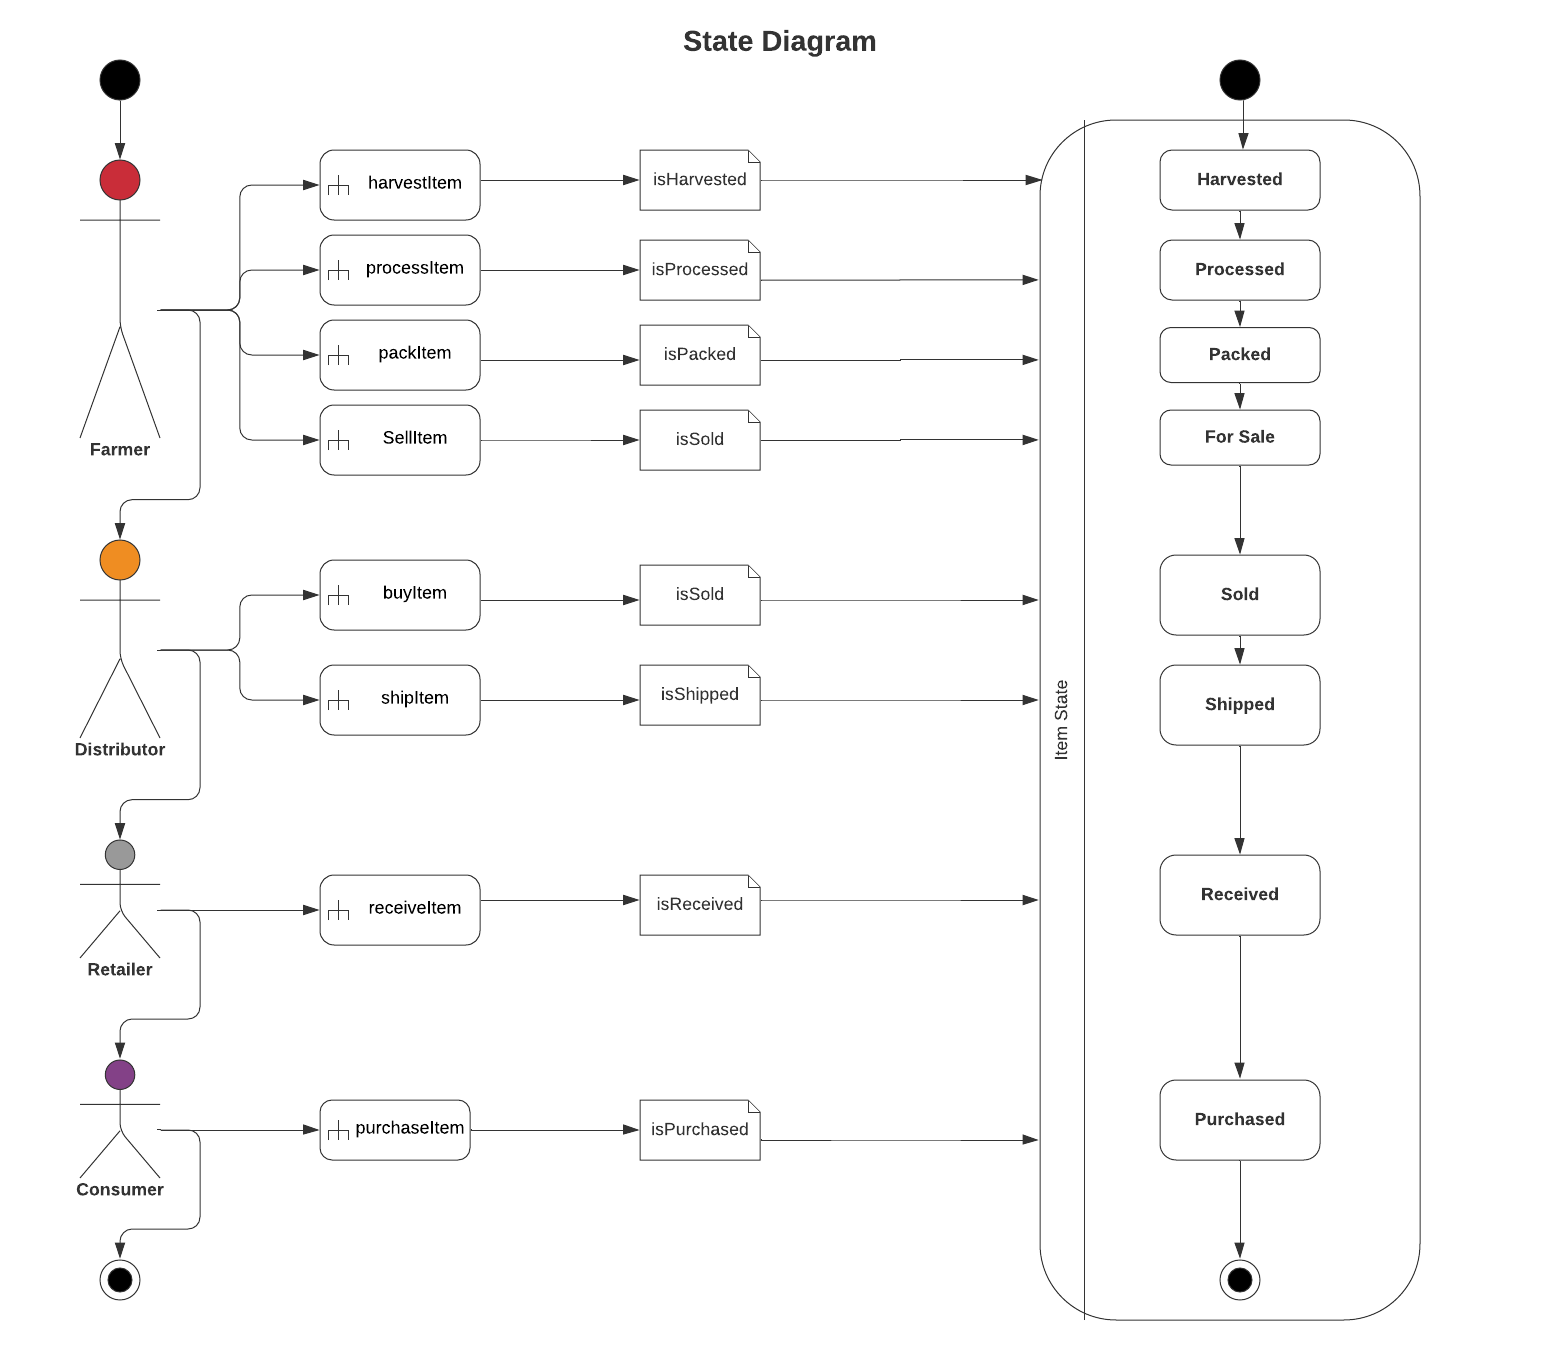 State Diagram
harvestItem
isHarvested
Harvested
processItem
isProcessed
Processed
packItem
isPacked
Packed
SellItem
isSold
For Sale
Farmer
buyItem
isSold
Sold
shipItem
isShipped
Shipped
Item State
Distributor
receiveItem
isReceived
Received
Retailer
purchaseItem
isPurchased
Purchased
Consumer